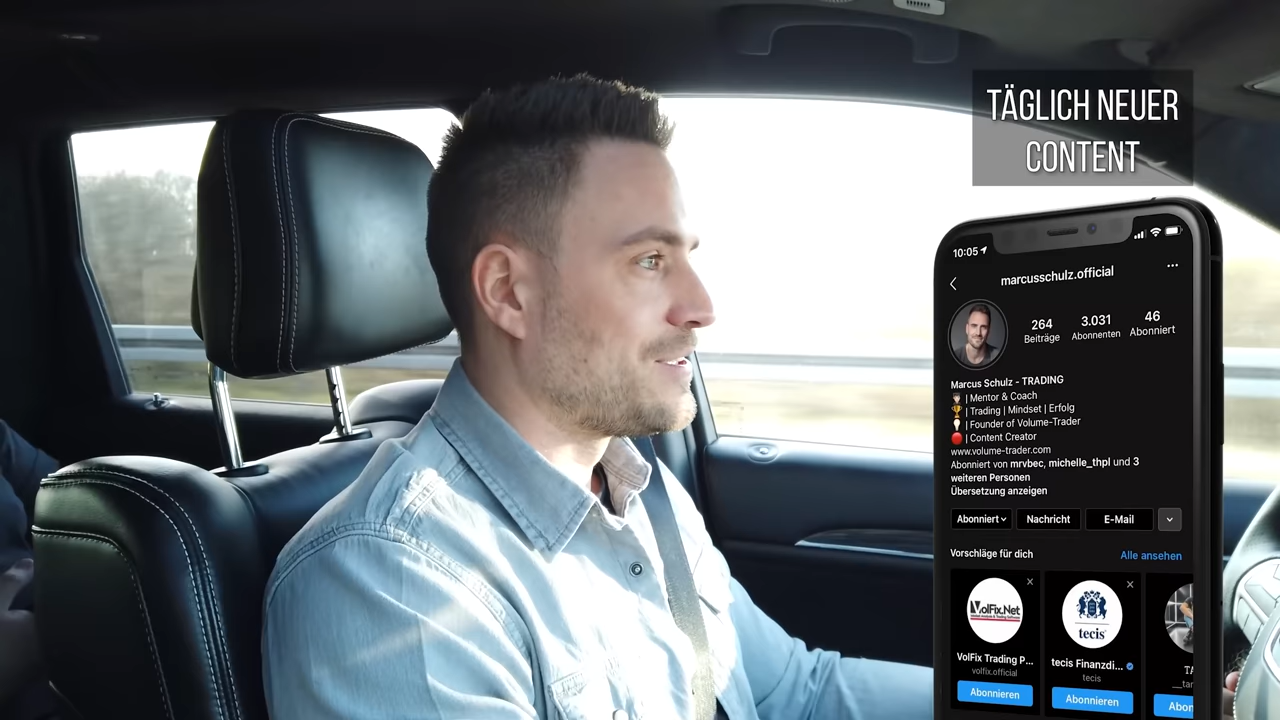 TÄGLICH NEUER
CONTENT
10:05
marcusschulz.official
264
Beiträge
3.031
Abonnenten
46
Abonniert
Marcus Schulz - TRADING
| Mentor & Coach
| Trading | Mindset | Erfolg
| Founder of Volume-Trader
| Content Creator
www.volume-trader.com
Abonniert von mrvbec, michelle_thpl und 3
weiteren Personen
Übersetzung anzeigen
Abonniert
Nachricht
E-Mail
Vorschläge für dich
Alle ansehen
VolFix.Net
tecis
VolFix Trading P...
volfix.official
Abonnieren
tecis Finanzdi...
tecis
Abonnieren
TA
__tar
Abon